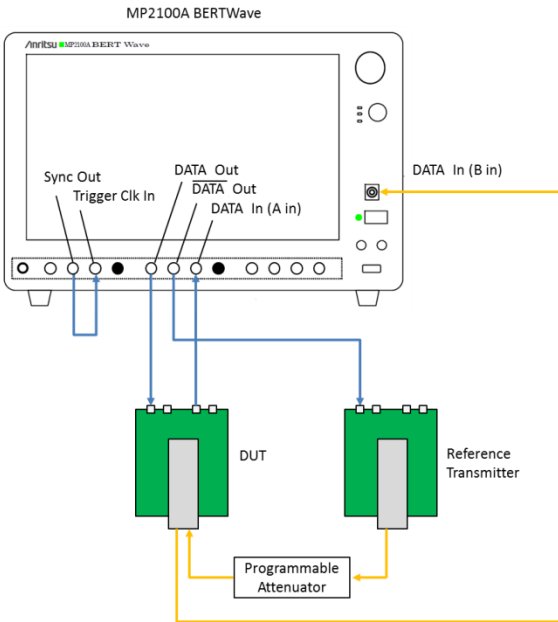 MP2100A BERTWave
Anritsu MP2100A BERT Wave
DATA In (B in)
Sync Out
Trigger Clk In
DATA Out
DATA Out
DATA In (A in)
DUT
Reference
Transmitter
Programmable
Attenuator